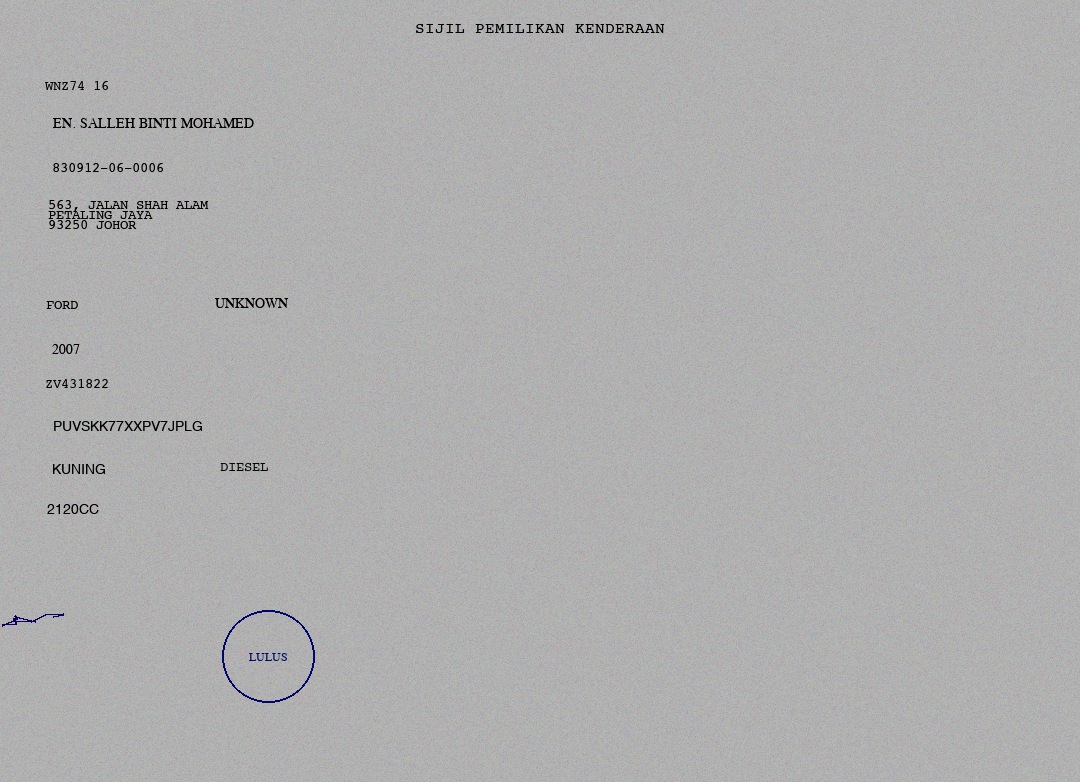 SIJIL PEMILIKAN KENDERAAN
WNZ74 16
EN. SALLEH BINTI MOHAMED
830912-06-0006
563, JALAN SHAH ALAM
PETALING JAYA
93250 JOHOR
FORD UNKNOWN
2007
ZV431822
PUVSKK77XXPV7JPLG
KUNING DIESEL
2120CC
LULUS